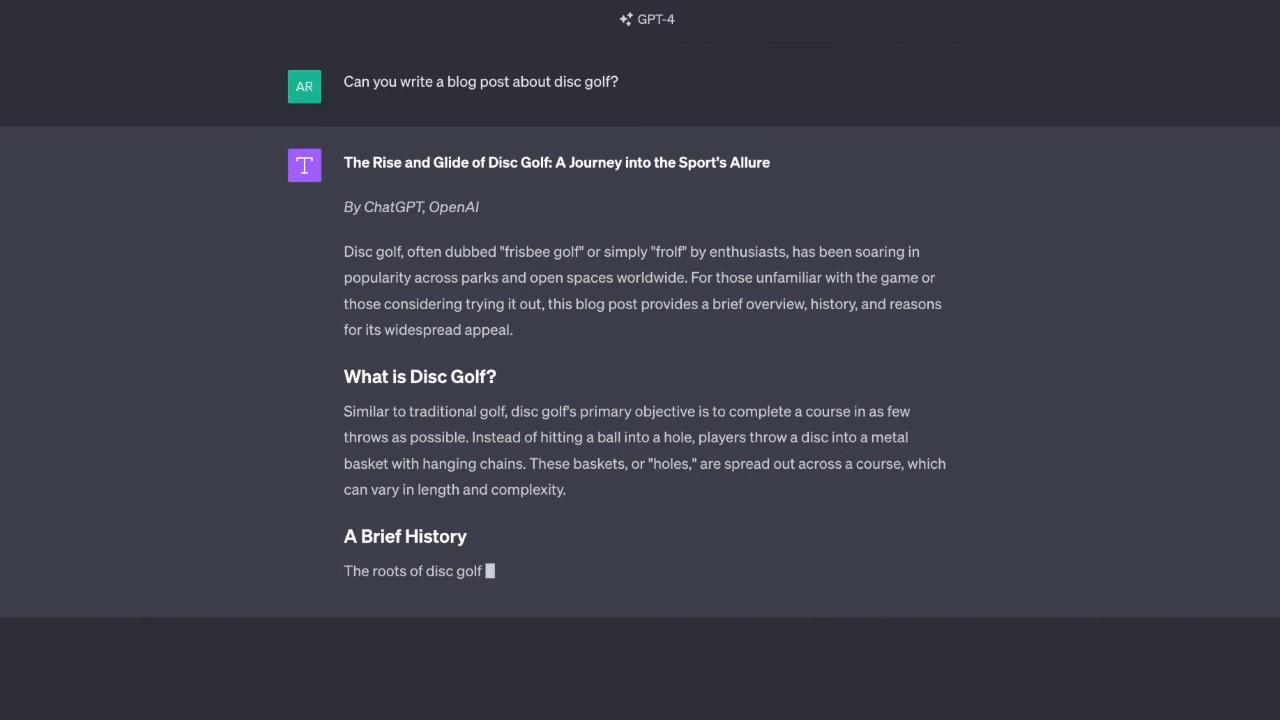 GPT-4
AR
Can you write a blog post about disc golf?
T
The Rise and Glide of Disc Golf: A Journey into the Sport's Allure
By ChatGPT, OpenAI
Disc golf, often dubbed "frisbee golf" or simply "frolf" by enthusiasts, has been soaring in
popularity across parks and open spaces worldwide. For those unfamiliar with the game or
those considering trying it out, this blog post provides a brief overview, history, and reasons
for its widespread appeal.
What is Disc Golf?
Similar to traditional golf, disc golf's primary objective is to complete a course in as few
throws as possible. Instead of hitting a ball into a hole, players throw a disc into a metal
basket with hanging chains. These baskets, or "holes," are spread out across a course, which
can vary in length and complexity.
A Brief History
The roots of disc golf